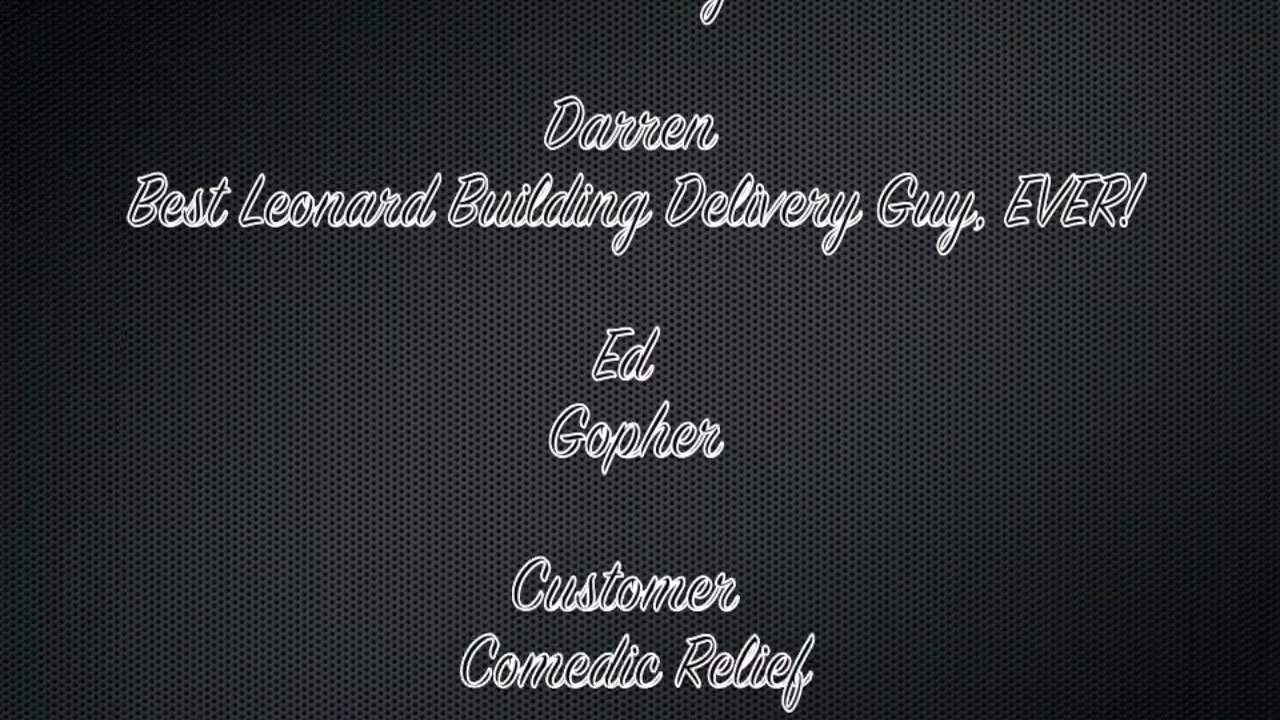 Darren
Best Leonard Building Delivery Guy, EVER!
Ed
Gopher
Customer
Comedic Relief